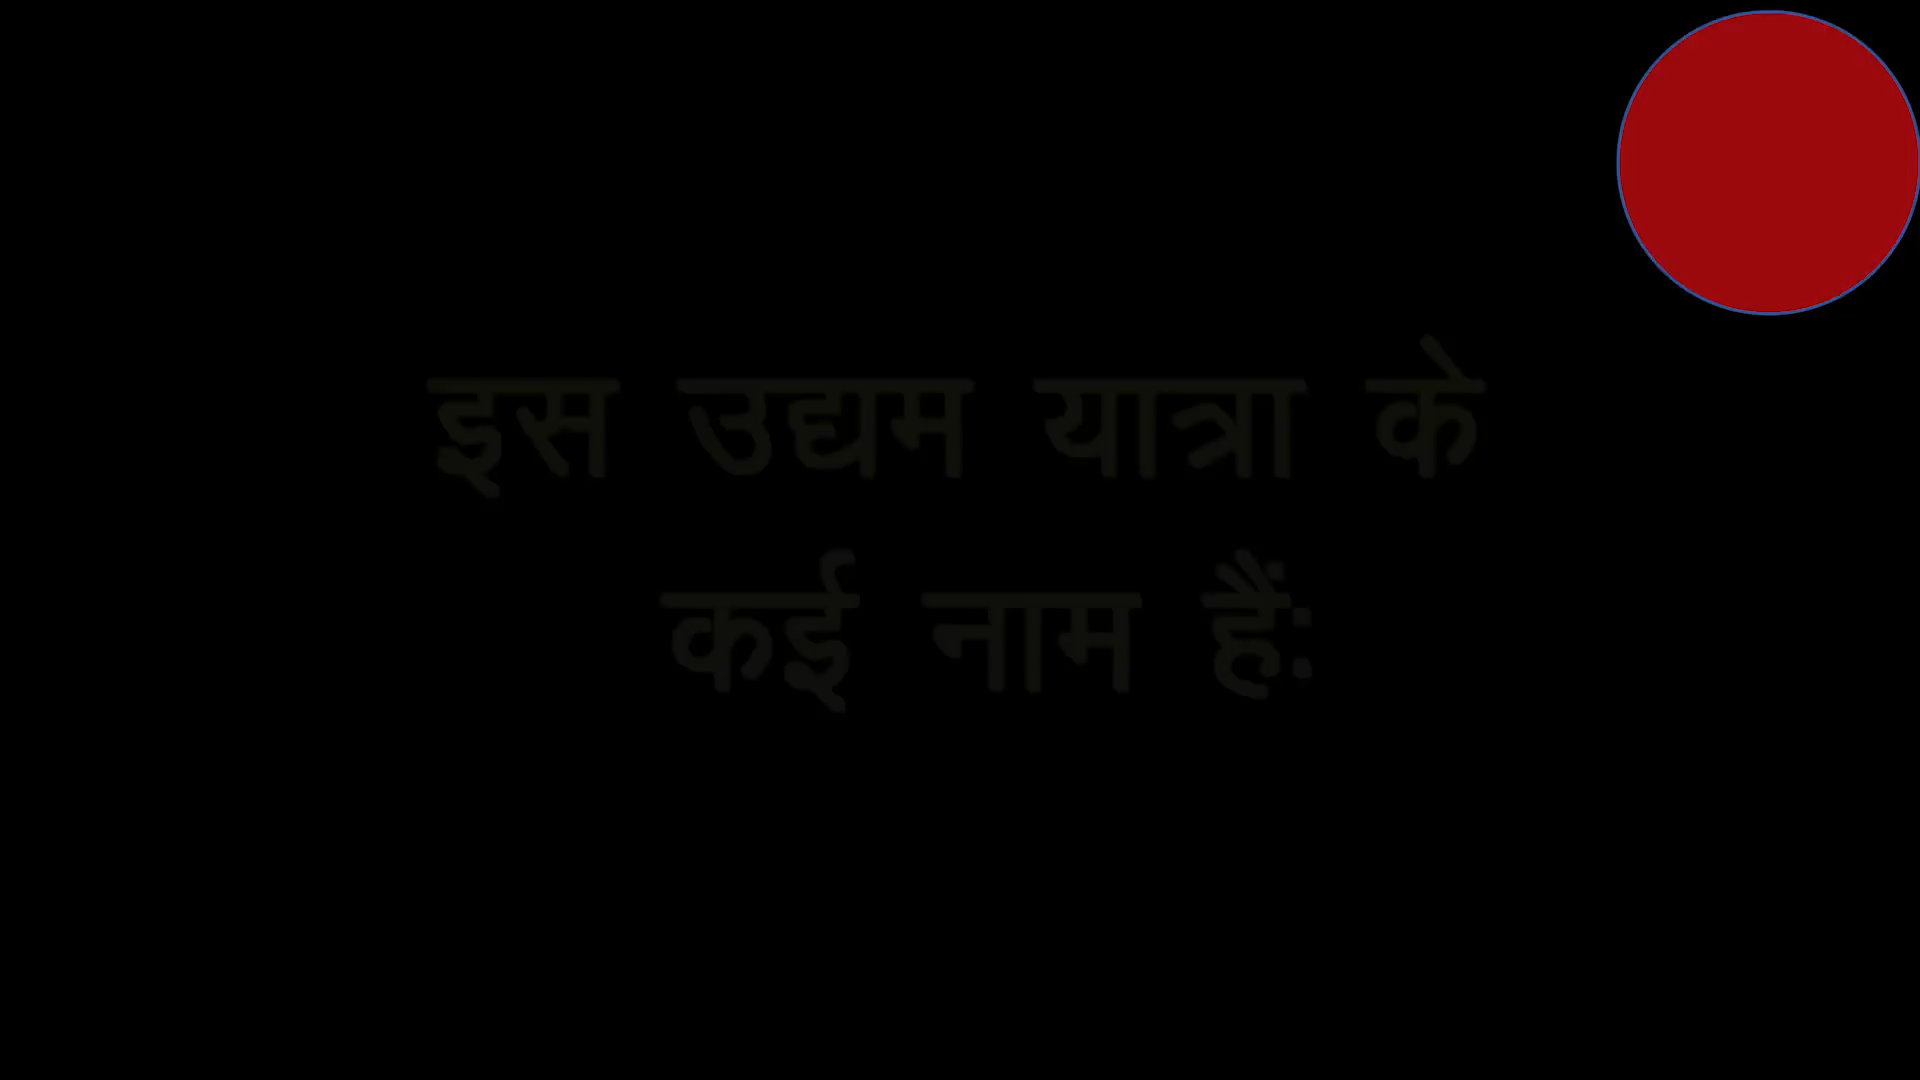 इस उद्यम यात्रा के
कई नाम हैं: